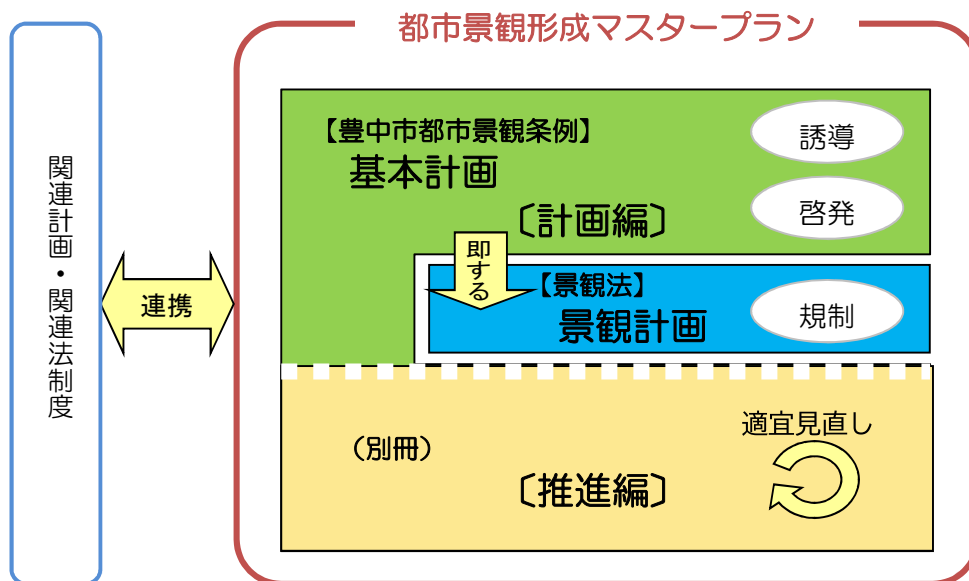 都市景観形成マスタープラン
関連計画・関連法制度
連携
【豊中市都市景観条例】
基本計画
〔計画編〕
誘導
啓発
即する
【景観法】
景観計画
規制
（別冊）
〔推進編〕
適宜見直し